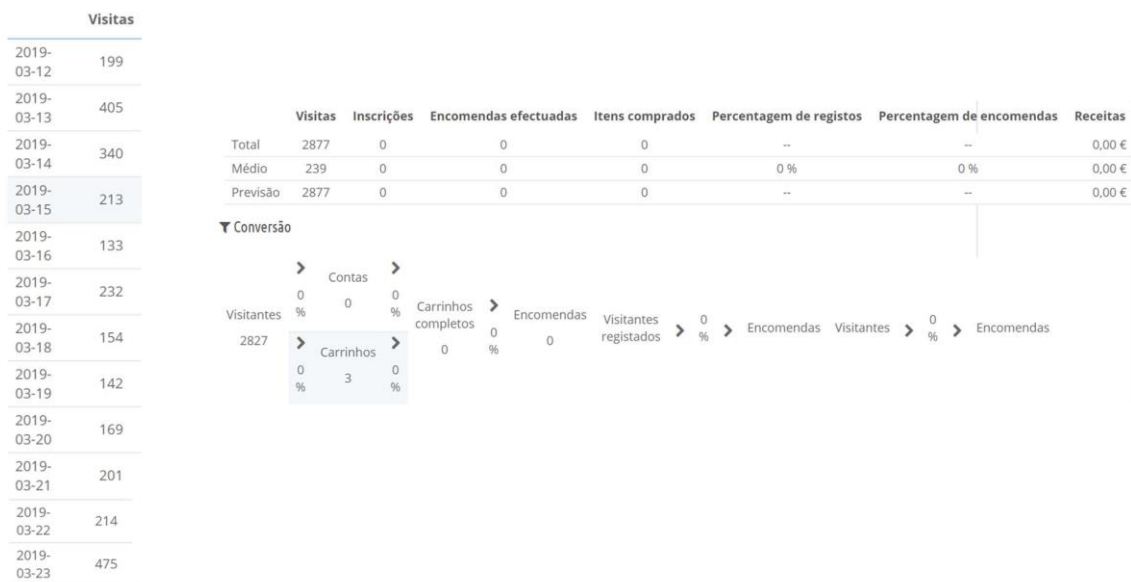 Visitas
2019-
03-12 199
2019-
03-13 405
2019-
03-14 340
2019-
03-15 213
2019-
03-16 133
2019-
03-17 232
2019-
03-18 154
2019-
03-19 142
2019-
03-20 169
2019-
03-21 201
2019-
03-22 214
2019-
03-23 475
Visitas Inscrições Encomendas efectuadas Itens comprados Percentagem de registos Percentagem de encomendas Receitas
Total 2877 0 0 0 -- -- 0,00 €
Médio 239 0 0 0 0 % 0 % 0,00 €
Previsão 2877 0 0 0 -- -- 0,00 €
Conversão
Visitantes
2827
0
%
Contas
0
0
%
0
%
Carrinhos
3
0
%
Carrinhos
completos
0
0
%
Encomendas
0
Visitantes
registados
0
%
Encomendas
Visitantes
0
%
Encomendas